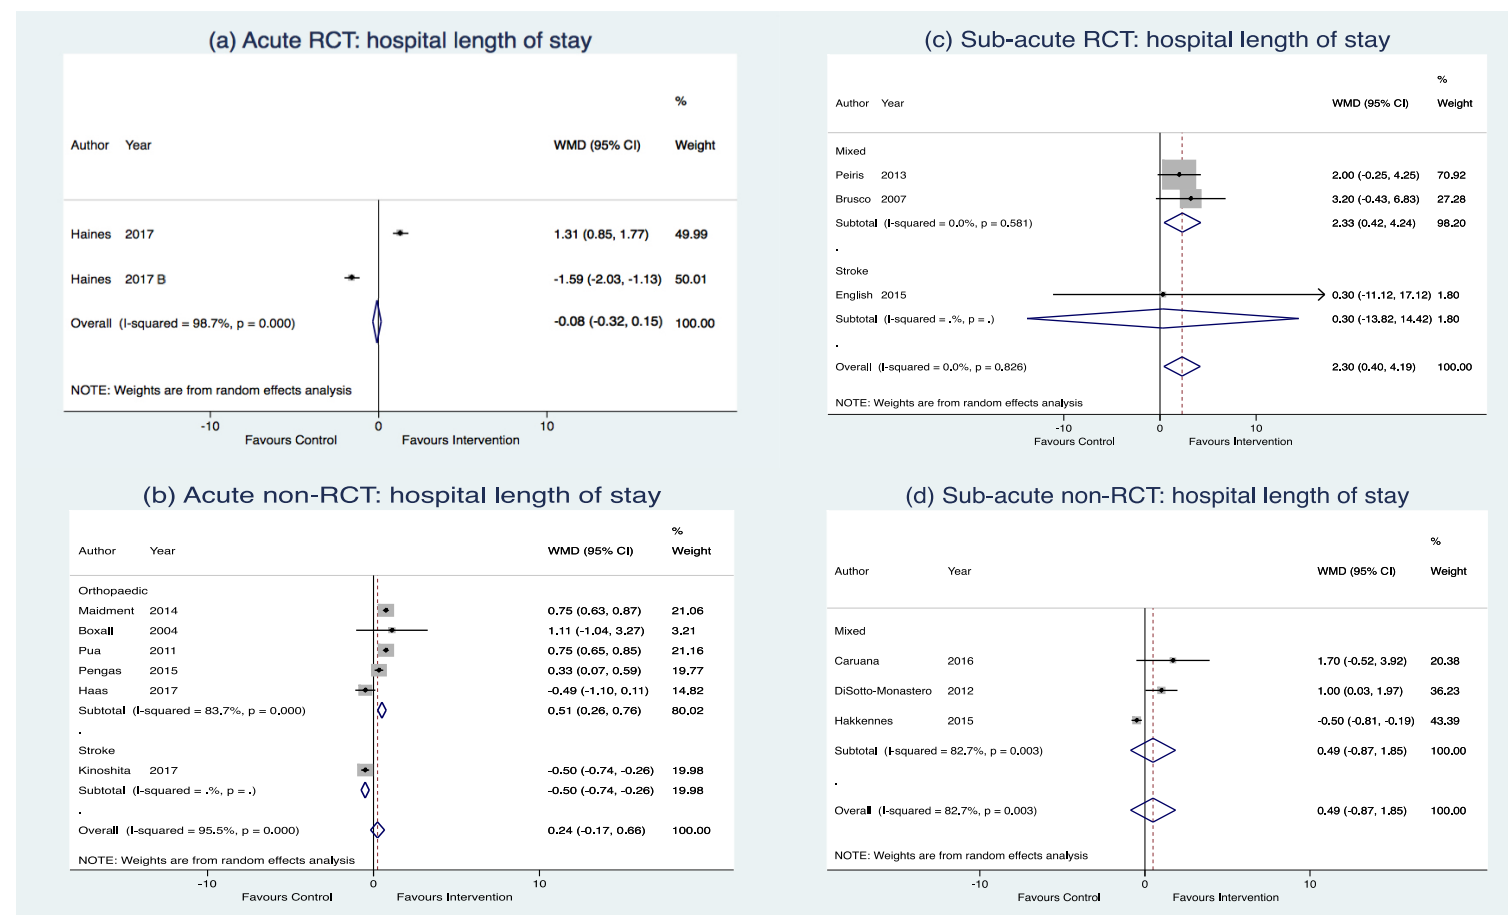 (a) Acute RCT: hospital length of stay
%
Author Year WMD (95% CI) Weight
Haines 2017 1.31 (0.85, 1.77) 49.99
Haines 2017 B -1.59 (-2.03, -1.13) 50.01
Overall (I-squared = 98.7%, p = 0.000) -0.08 (-0.32, 0.15) 100.00
NOTE: Weights are from random effects analysis
-10 0 10
Favours Control Favours Intervention
(b) Acute non-RCT: hospital length of stay
%
Author Year WMD (95% CI) Weight
Orthopaedic
Maidment 2014 0.75 (0.63, 0.87) 21.06
Boxall 2004 1.11 (-1.04, 3.27) 3.21
Pua 2011 0.75 (0.65, 0.85) 21.16
Pengas 2015 0.33 (0.07, 0.59) 19.77
Haas 2017 -0.49 (-1.10, 0.11) 14.82
Subtotal (I-squared = 83.7%, p = 0.000) 0.51 (0.26, 0.76) 80.02
.
Stroke
Kinoshita 2017 -0.50 (-0.74, -0.26) 19.98
Subtotal (I-squared = .%, p = .) -0.50 (-0.74, -0.26) 19.98
.
Overall (I-squared = 95.5%, p = 0.000) 0.24 (-0.17, 0.66) 100.00
NOTE: Weights are from random effects analysis
-10 0 10
Favours Control Favours Intervention
(c) Sub-acute RCT: hospital length of stay
%
Author Year WMD (95% CI) Weight
Mixed
Peiris 2013 2.00 (-0.25, 4.25) 70.92
Brusco 2007 3.20 (-0.43, 6.83) 27.28
Subtotal (I-squared = 0.0%, p = 0.581) 2.33 (0.42, 4.24) 98.20
.
Stroke
English 2015 0.30 (-11.12, 17.12) 1.80
Subtotal (I-squared = .%, p = .) 0.30 (-13.82, 14.42) 1.80
.
Overall (I-squared = 0.0%, p = 0.826) 2.30 (0.40, 4.19) 100.00
NOTE: Weights are from random effects analysis
-10 0 10
Favours Control Favours Intervention
(d) Sub-acute non-RCT: hospital length of stay
%
Author Year WMD (95% CI) Weight
Mixed
Caruana 2016 1.70 (-0.52, 3.92) 20.38
DiSotto-Monastero 2012 1.00 (0.03, 1.97) 36.23
Hakkennes 2015 -0.50 (-0.81, -0.19) 43.39
Subtotal (I-squared = 82.7%, p = 0.003) 0.49 (-0.87, 1.85) 100.00
.
Overall (I-squared = 82.7%, p = 0.003) 0.49 (-0.87, 1.85) 100.00
NOTE: Weights are from random effects analysis
-10 0 10
Favours Control Favours Intervention